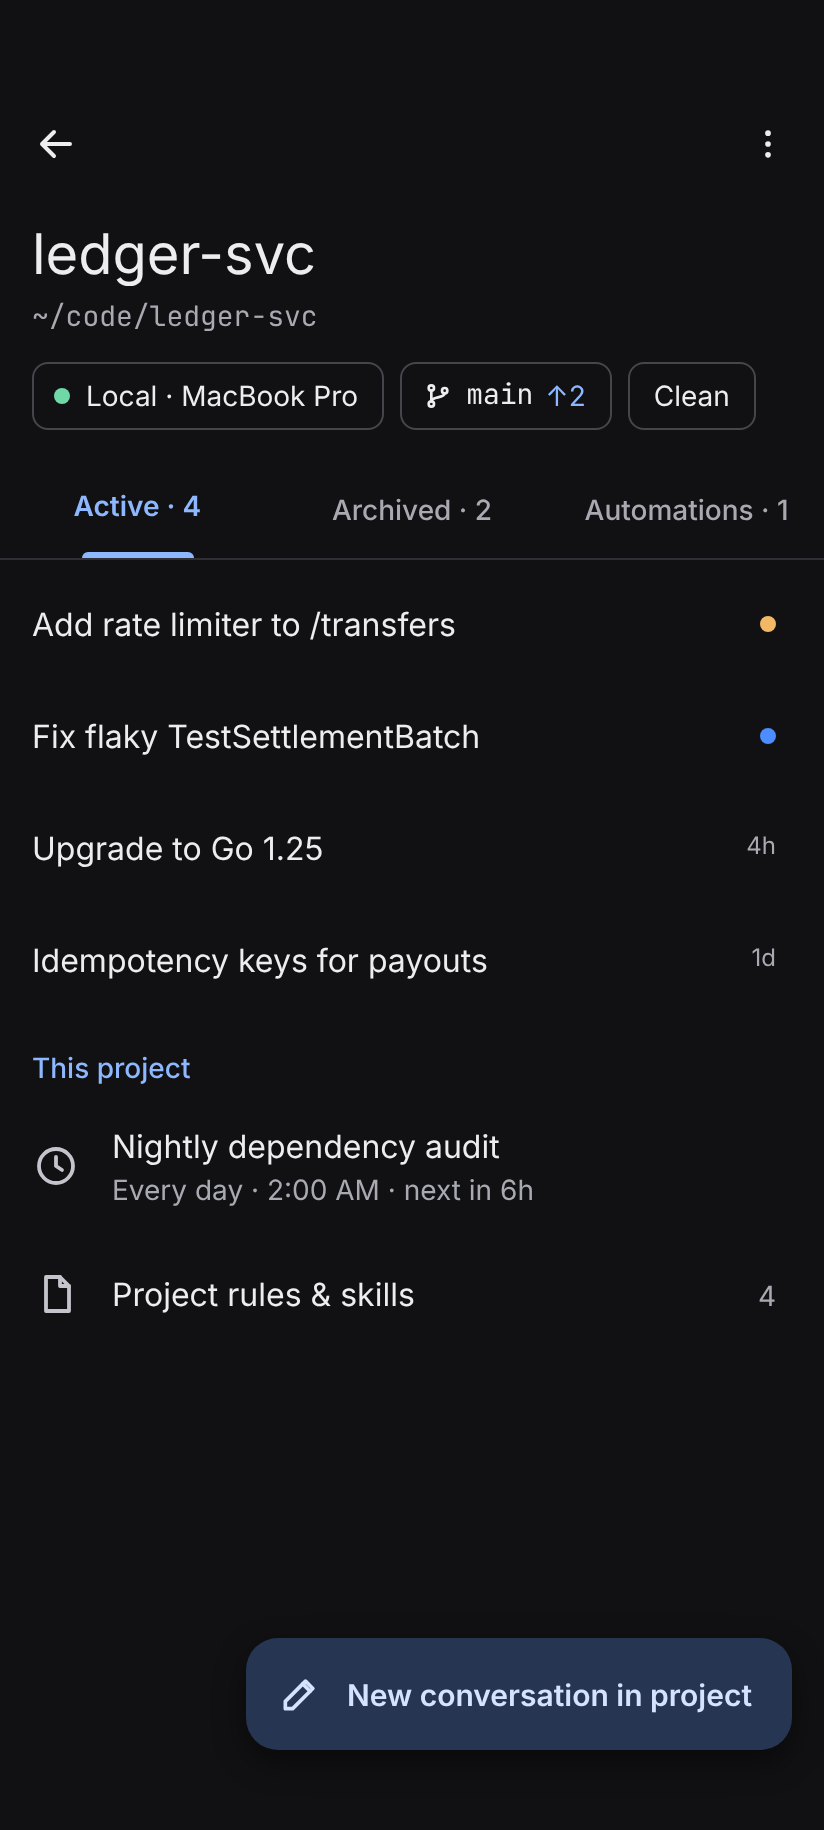 ledger-svc
~/code/ledger-svc
Local · MacBook Pro
main ↑2
Clean
Active · 4
Archived · 2
Automations · 1
Add rate limiter to /transfers
Fix flaky TestSettlementBatch
Upgrade to Go 1.25
4h
Idempotency keys for payouts
1d
This project
Nightly dependency audit
Every day · 2:00 AM · next in 6h
Project rules & skills
4
New conversation in project